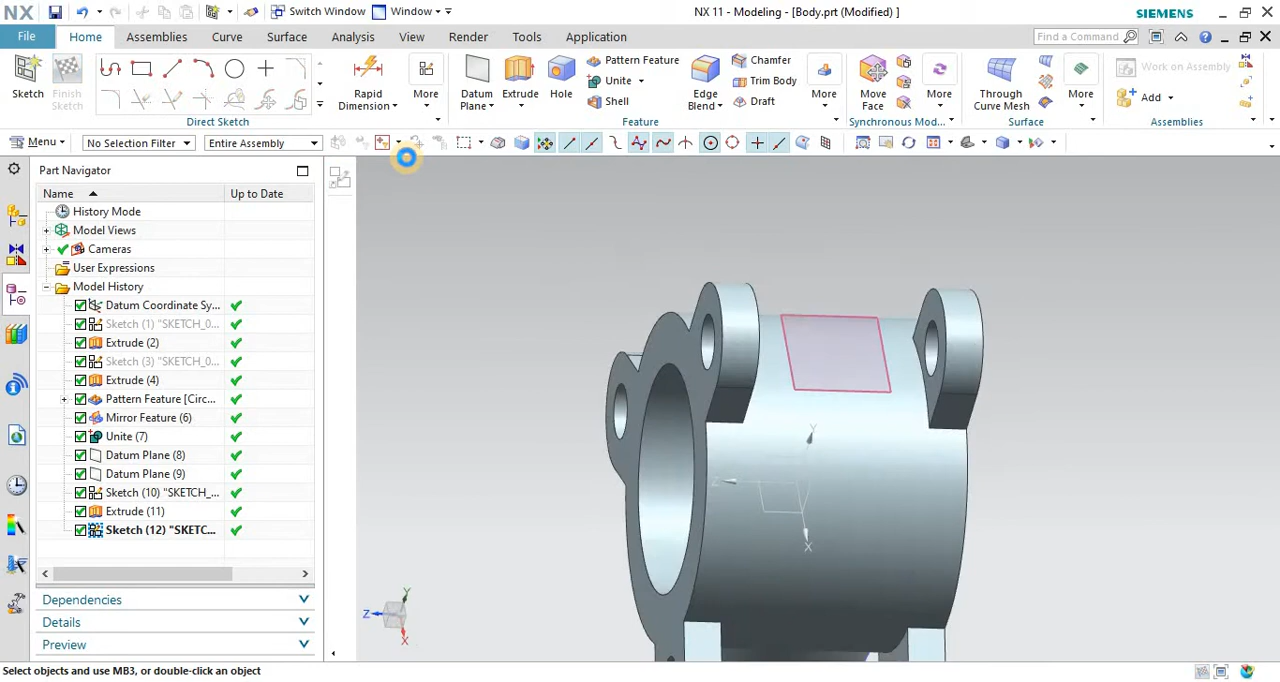 NX
Switch Window
Window
NX 11 - Modeling - [Body.prt (Modified) ]
SIEMENS
File
Home
Assemblies
Curve
Surface
Analysis
View
Render
Tools
Application
Find a Command
Sketch
Finish Sketch
Rapid Dimension
More
Datum Plane
Extrude
Hole
Pattern Feature
Unite
Shell
Edge Blend
Chamfer
Trim Body
Draft
More
Move Face
More
Through Curve Mesh
More
Work on Assembly
Add
Direct Sketch
Feature
Synchronous Mod...
Surface
Assemblies
Menu
No Selection Filter
Entire Assembly
Part Navigator
Name
Up to Date
History Mode
Model Views
Cameras
User Expressions
Model History
Datum Coordinate Sy...
Sketch (1) "SKETCH_0...
Extrude (2)
Sketch (3) "SKETCH_0...
Extrude (4)
Pattern Feature [Circ...
Mirror Feature (6)
Unite (7)
Datum Plane (8)
Datum Plane (9)
Sketch (10) "SKETCH_...
Extrude (11)
Sketch (12) "SKETC...
Dependencies
Details
Preview
Y
Z
X
Y
Z
X
Select objects and use MB3, or double-click an object